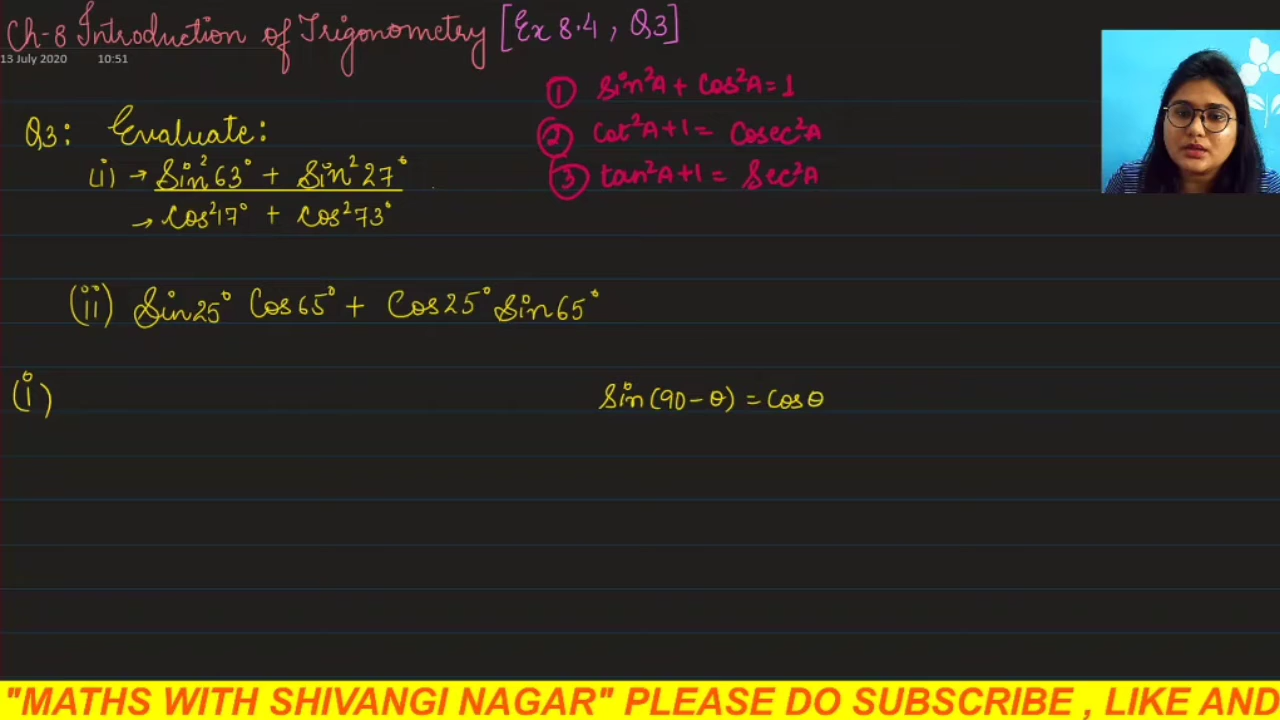 Ch-8 Introduction of Trigonometry [Ex 8.4, Q3]
13 July 2020 10:51
① Sin²A + Cos²A = 1
② Cot²A + 1 = Cosec²A
③ tan²A + 1 = Sec²A
Q3: Evaluate:
(i) → Sin²63° + Sin²27°
→ Cos²17° + Cos²73°
(ii) Sin25° Cos65° + Cos25° Sin65°
(i)
Sin(90 - θ) = Cosθ
"MATHS WITH SHIVANGI NAGAR" PLEASE DO SUBSCRIBE , LIKE AND